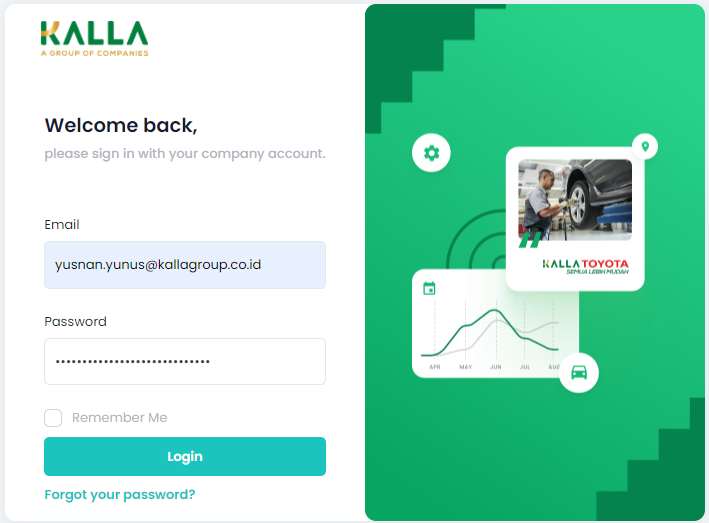 KALLA
A GROUP OF COMPANIES
Welcome back,
please sign in with your company account.
Email
yusnan.yunus@kallagroup.co.id
Password
Remember Me
Login
Forgot your password?
KALLA TOYOTA
SEMUA LEBIH MUDAH
APR MAY JUN JUL AUG